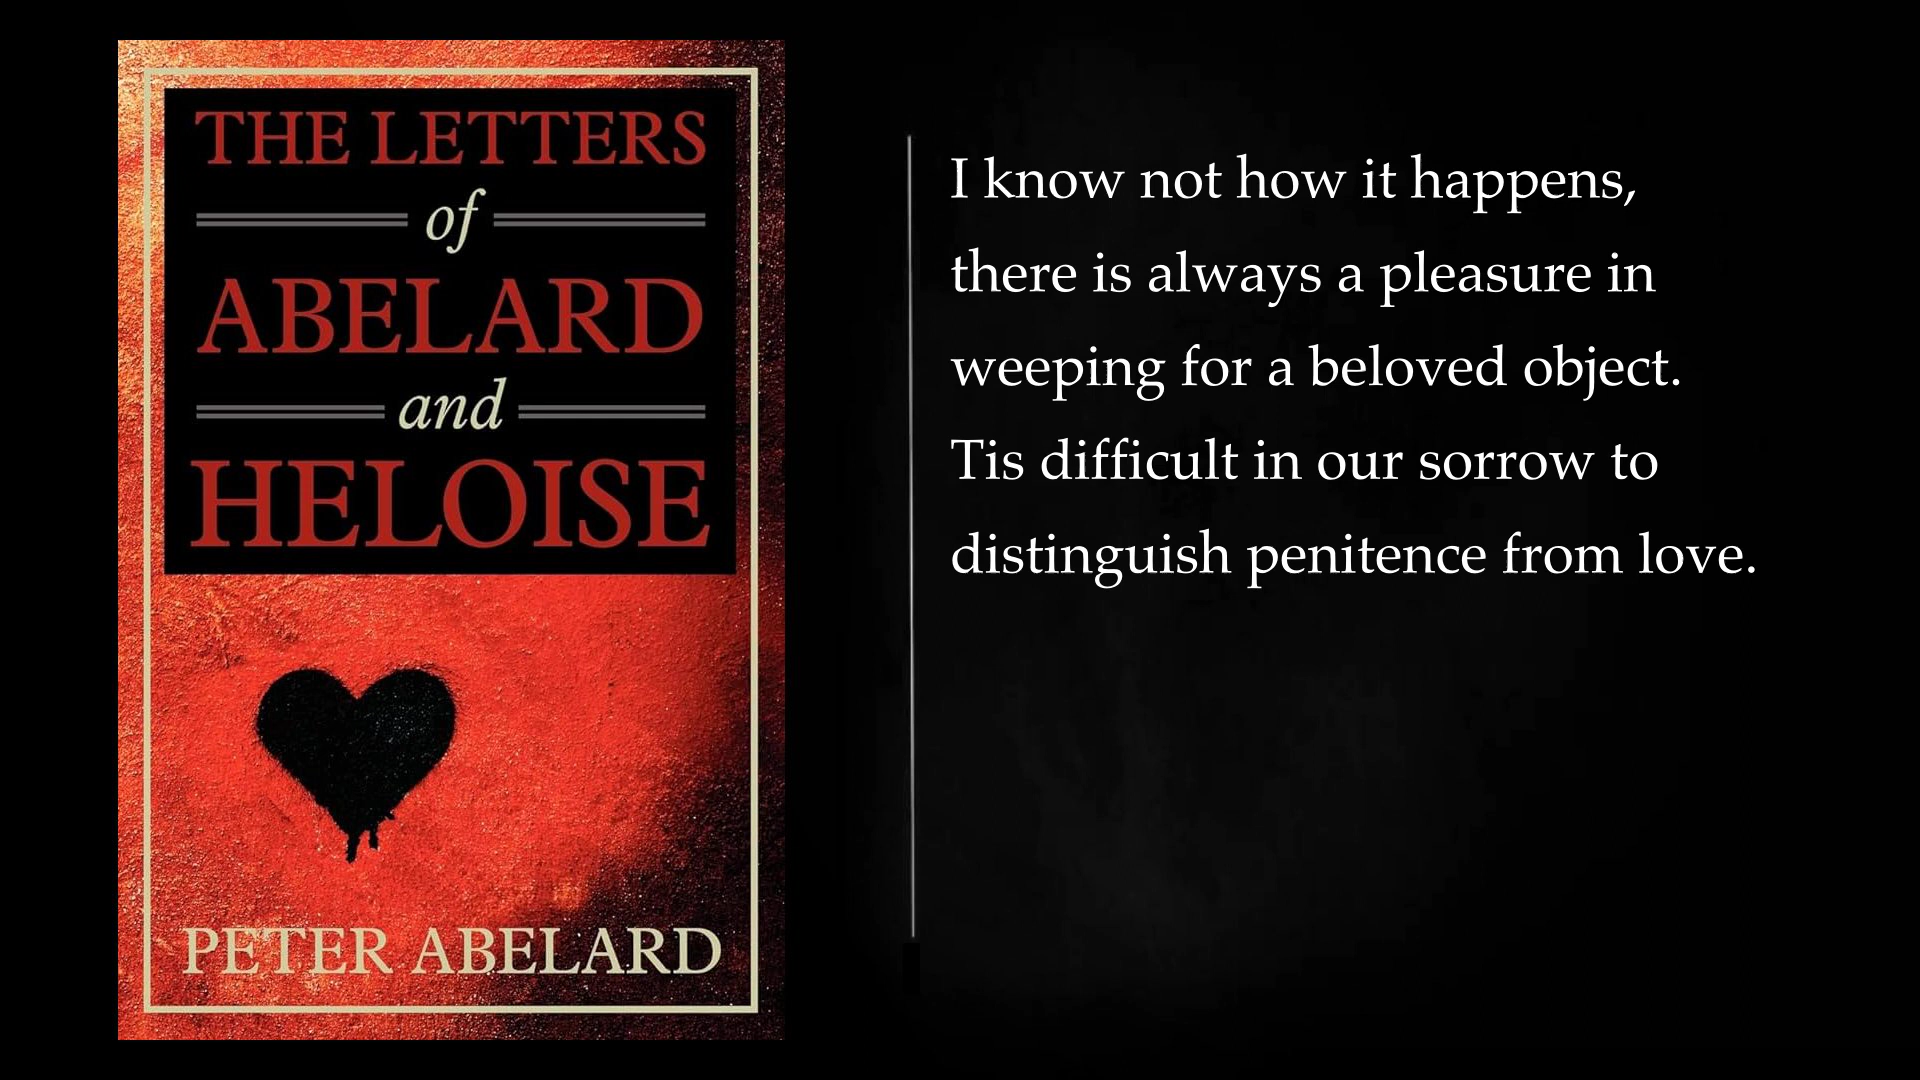 THE LETTERS
of
ABELARD
and
HELOISE
PETER ABELARD
I know not how it happens,
there is always a pleasure in
weeping for a beloved object.
Tis difficult in our sorrow to
distinguish penitence from love.